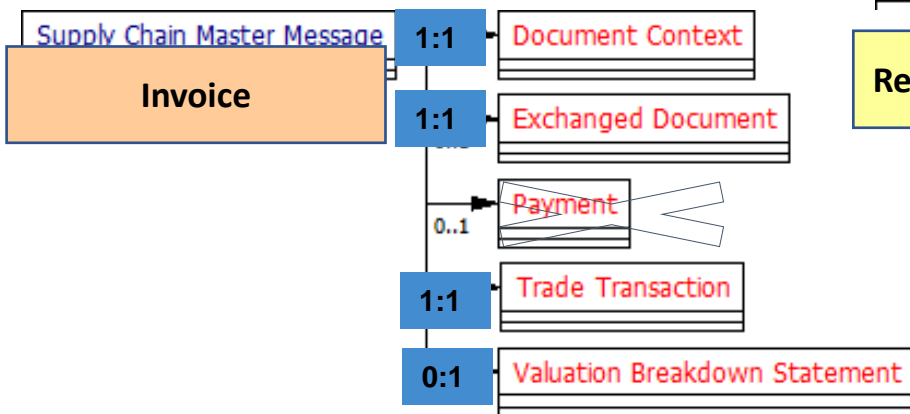 Supply Chain Master Message
1:1
Document Context
Invoice
Re
1:1
Exchanged Document
Payment
0..1
1:1
Trade Transaction
0:1
Valuation Breakdown Statement